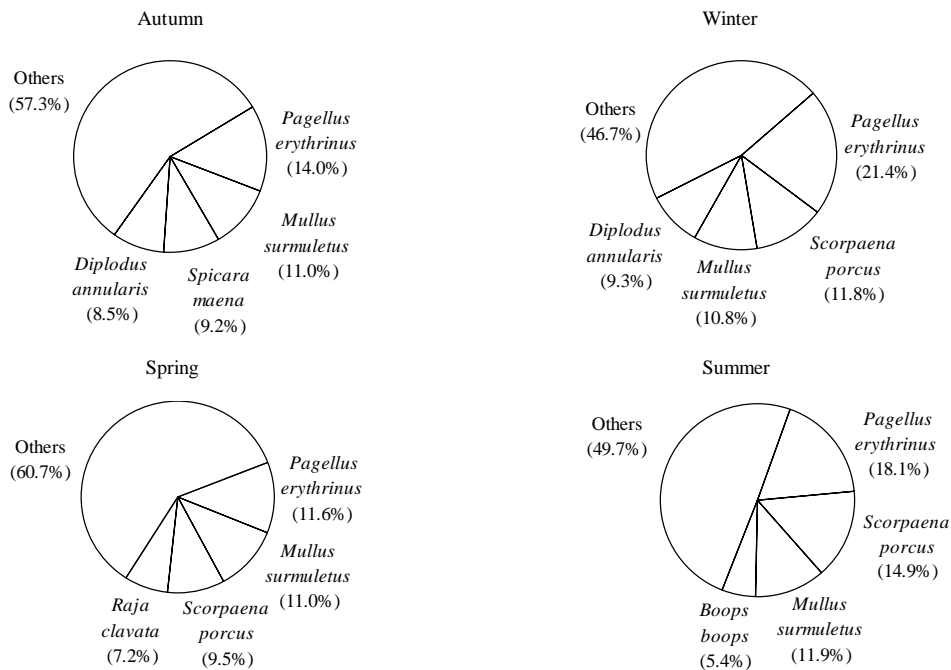 Autumn
Others
(57.3%)
Pagellus
erythrinus
(14.0%)
Mullus
surmuletus
(11.0%)
Spicara
maena
(9.2%)
Diplodus
annularis
(8.5%)
Winter
Others
(46.7%)
Pagellus
erythrinus
(21.4%)
Scorpaena
porcus
(11.8%)
Mullus
surmuletus
(10.8%)
Diplodus
annularis
(9.3%)
Spring
Others
(60.7%)
Pagellus
erythrinus
(11.6%)
Mullus
surmuletus
(11.0%)
Scorpaena
porcus
(9.5%)
Raja
clavata
(7.2%)
Summer
Others
(49.7%)
Pagellus
erythrinus
(18.1%)
Scorpaena
porcus
(14.9%)
Mullus
surmuletus
(11.9%)
Boops
boops
(5.4%)